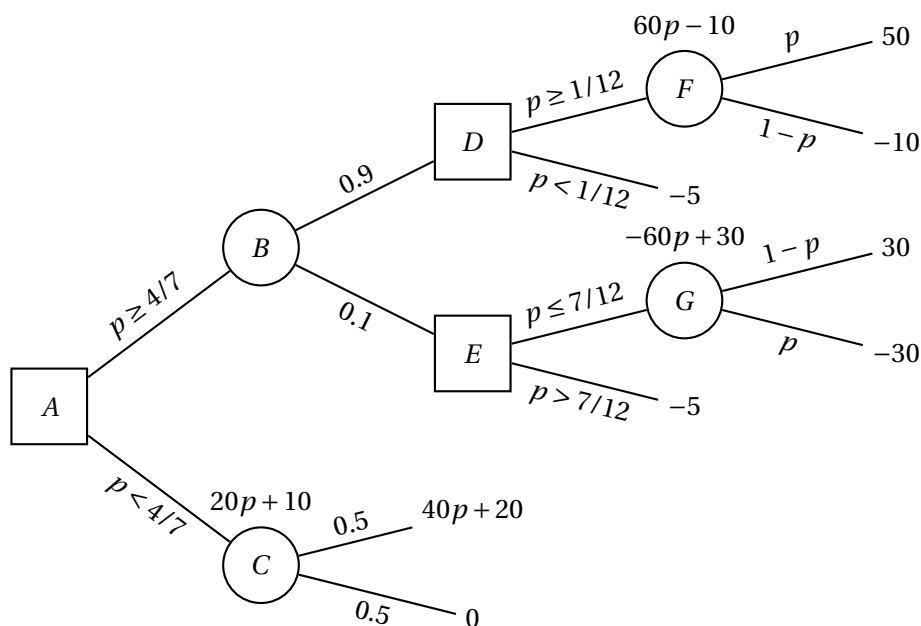 60p − 10
p
50
p ≥ 1/12
F
D
1 − p
−10
0.9
p < 1/12
−5
B
−60p + 30
1 − p
30
p ≥ 4/7
p ≤ 7/12
G
0.1
E
p
−30
p > 7/12
−5
A
p < 4/7
20p + 10
0.5
40p + 20
C
0.5
0